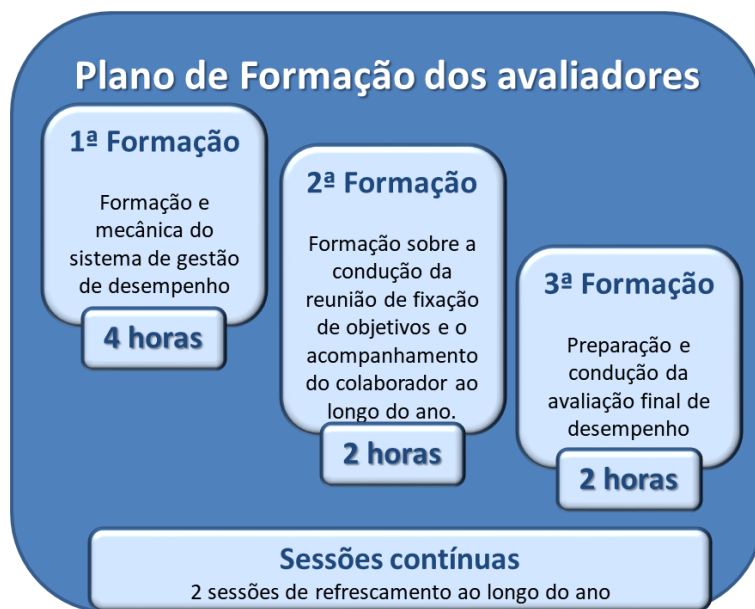 Plano de Formação dos avaliadores
1ª Formação
Formação e
mecânica do
sistema de gestão
de desempenho
4 horas
2ª Formação
Formação sobre a
condução da
reunião de fixação
de objetivos e o
acompanhamento
do colaborador ao
longo do ano.
2 horas
3ª Formação
Preparação e
condução da
avaliação final de
desempenho
2 horas
Sessões contínuas
2 sessões de refrescamento ao longo do ano